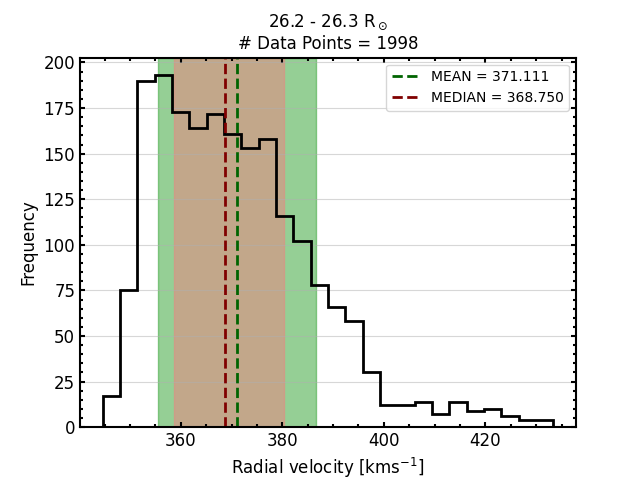 26.2 - 26.3 R⊙
# Data Points = 1998
MEAN = 371.111
MEDIAN = 368.750
200
175
150
125
100
75
50
25
0
Frequency
360
380
400
420
Radial velocity [kms⁻¹]